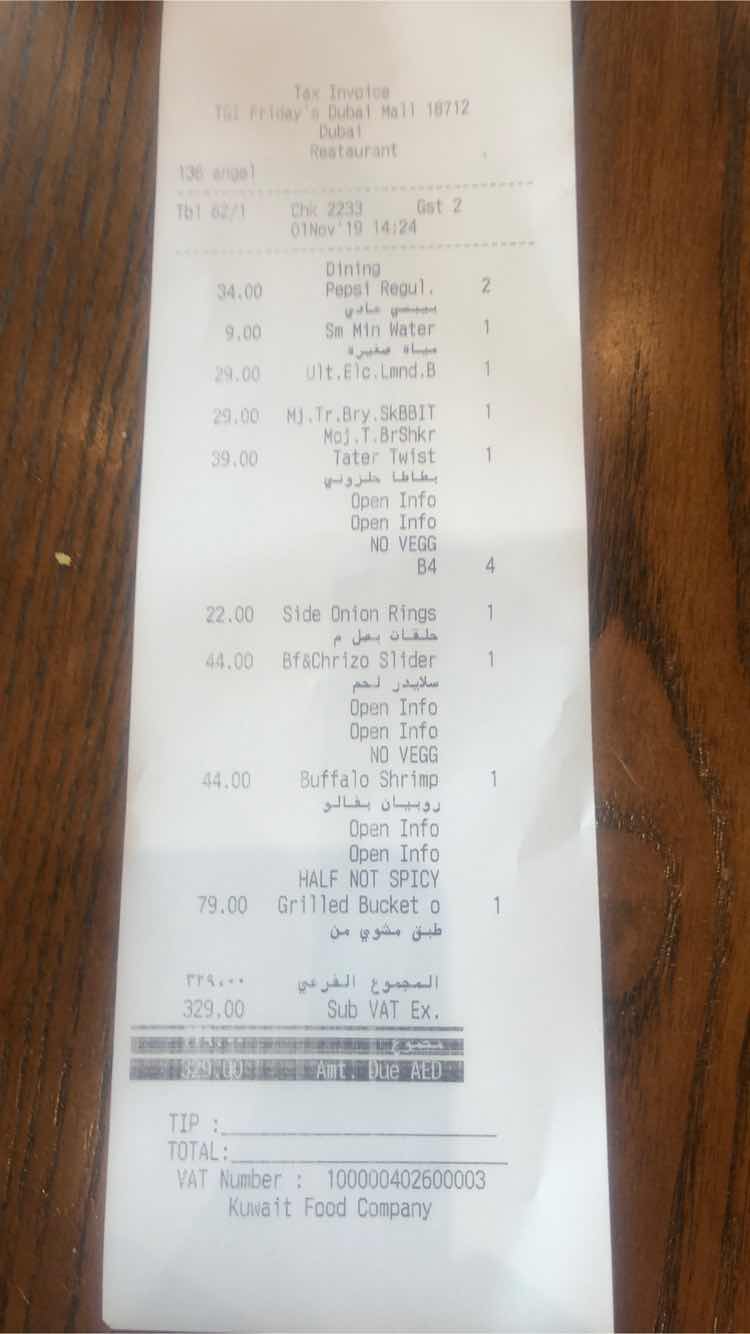 Tax Invoice
TGI Friday's Dubai Mall 18712
Dubai
Restaurant
136 angel
Tbl 62/1 Chk 2233 Gst 2
01Nov'19 14:24
Dining
34.00 Pepsi Regul. 2
بيبسي عادي
9.00 Sm Min Water 1
مياه صغيرة
29.00 Ult.Elc.Lmnd.B 1
29.00 Mj.Tr.Bry.SkBBIT 1
Moj.T.BrShkr
39.00 Tater Twist 1
بطاطا حلزوني
Open Info
Open Info
NO VEGG
B4 4
22.00 Side Onion Rings 1
حلقات بصل م
44.00 Bf&Chrizo Slider 1
سلايدر لحم
Open Info
Open Info
NO VEGG
44.00 Buffalo Shrimp 1
روبيان بفالو
Open Info
Open Info
HALF NOT SPICY
79.00 Grilled Bucket o 1
طبق مشوي من
٣٢٩.٠٠ المجموع الفرعي
329.00 Sub VAT Ex.
٣٢٩.٠٠ مجموع
329.00 Amt. Due AED
TIP :
TOTAL:
VAT Number : 100000402600003
Kuwait Food Company